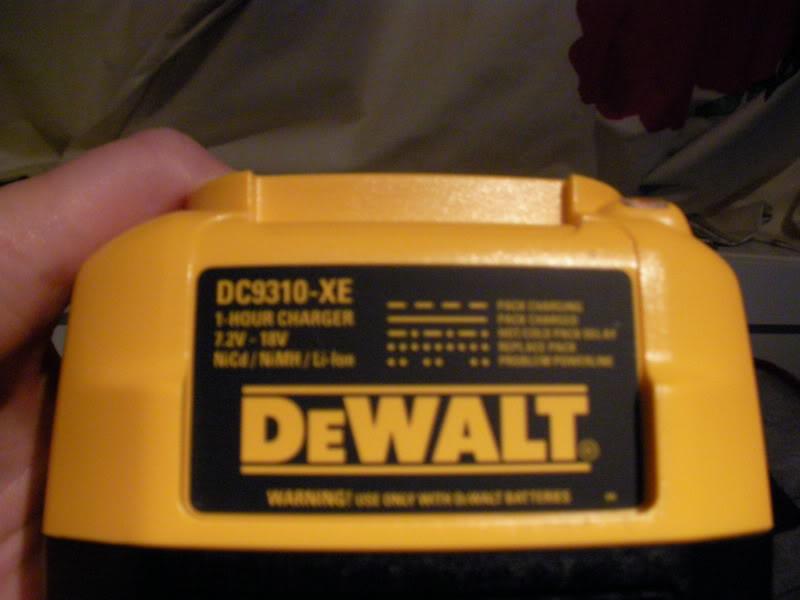 DC9310-XE
1-HOUR CHARGER
7.2V - 18V
NiCd / NiMH / Li-Ion
PACK CHARGING
PACK CHARGED
HOT/COLD PACK DELAY
REPLACE PACK
PROBLEM POWERLINE
DEWALT®
WARNING! USE ONLY WITH DEWALT BATTERIES